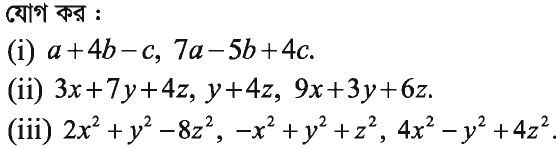 যোগ কর :
(i) a+4b−c, 7a−5b+4c.
(ii) 3x+7y+4z, y+4z, 9x+3y+6z.
(iii) 2x²+y²−8z², −x²+y²+z², 4x²−y²+4z².